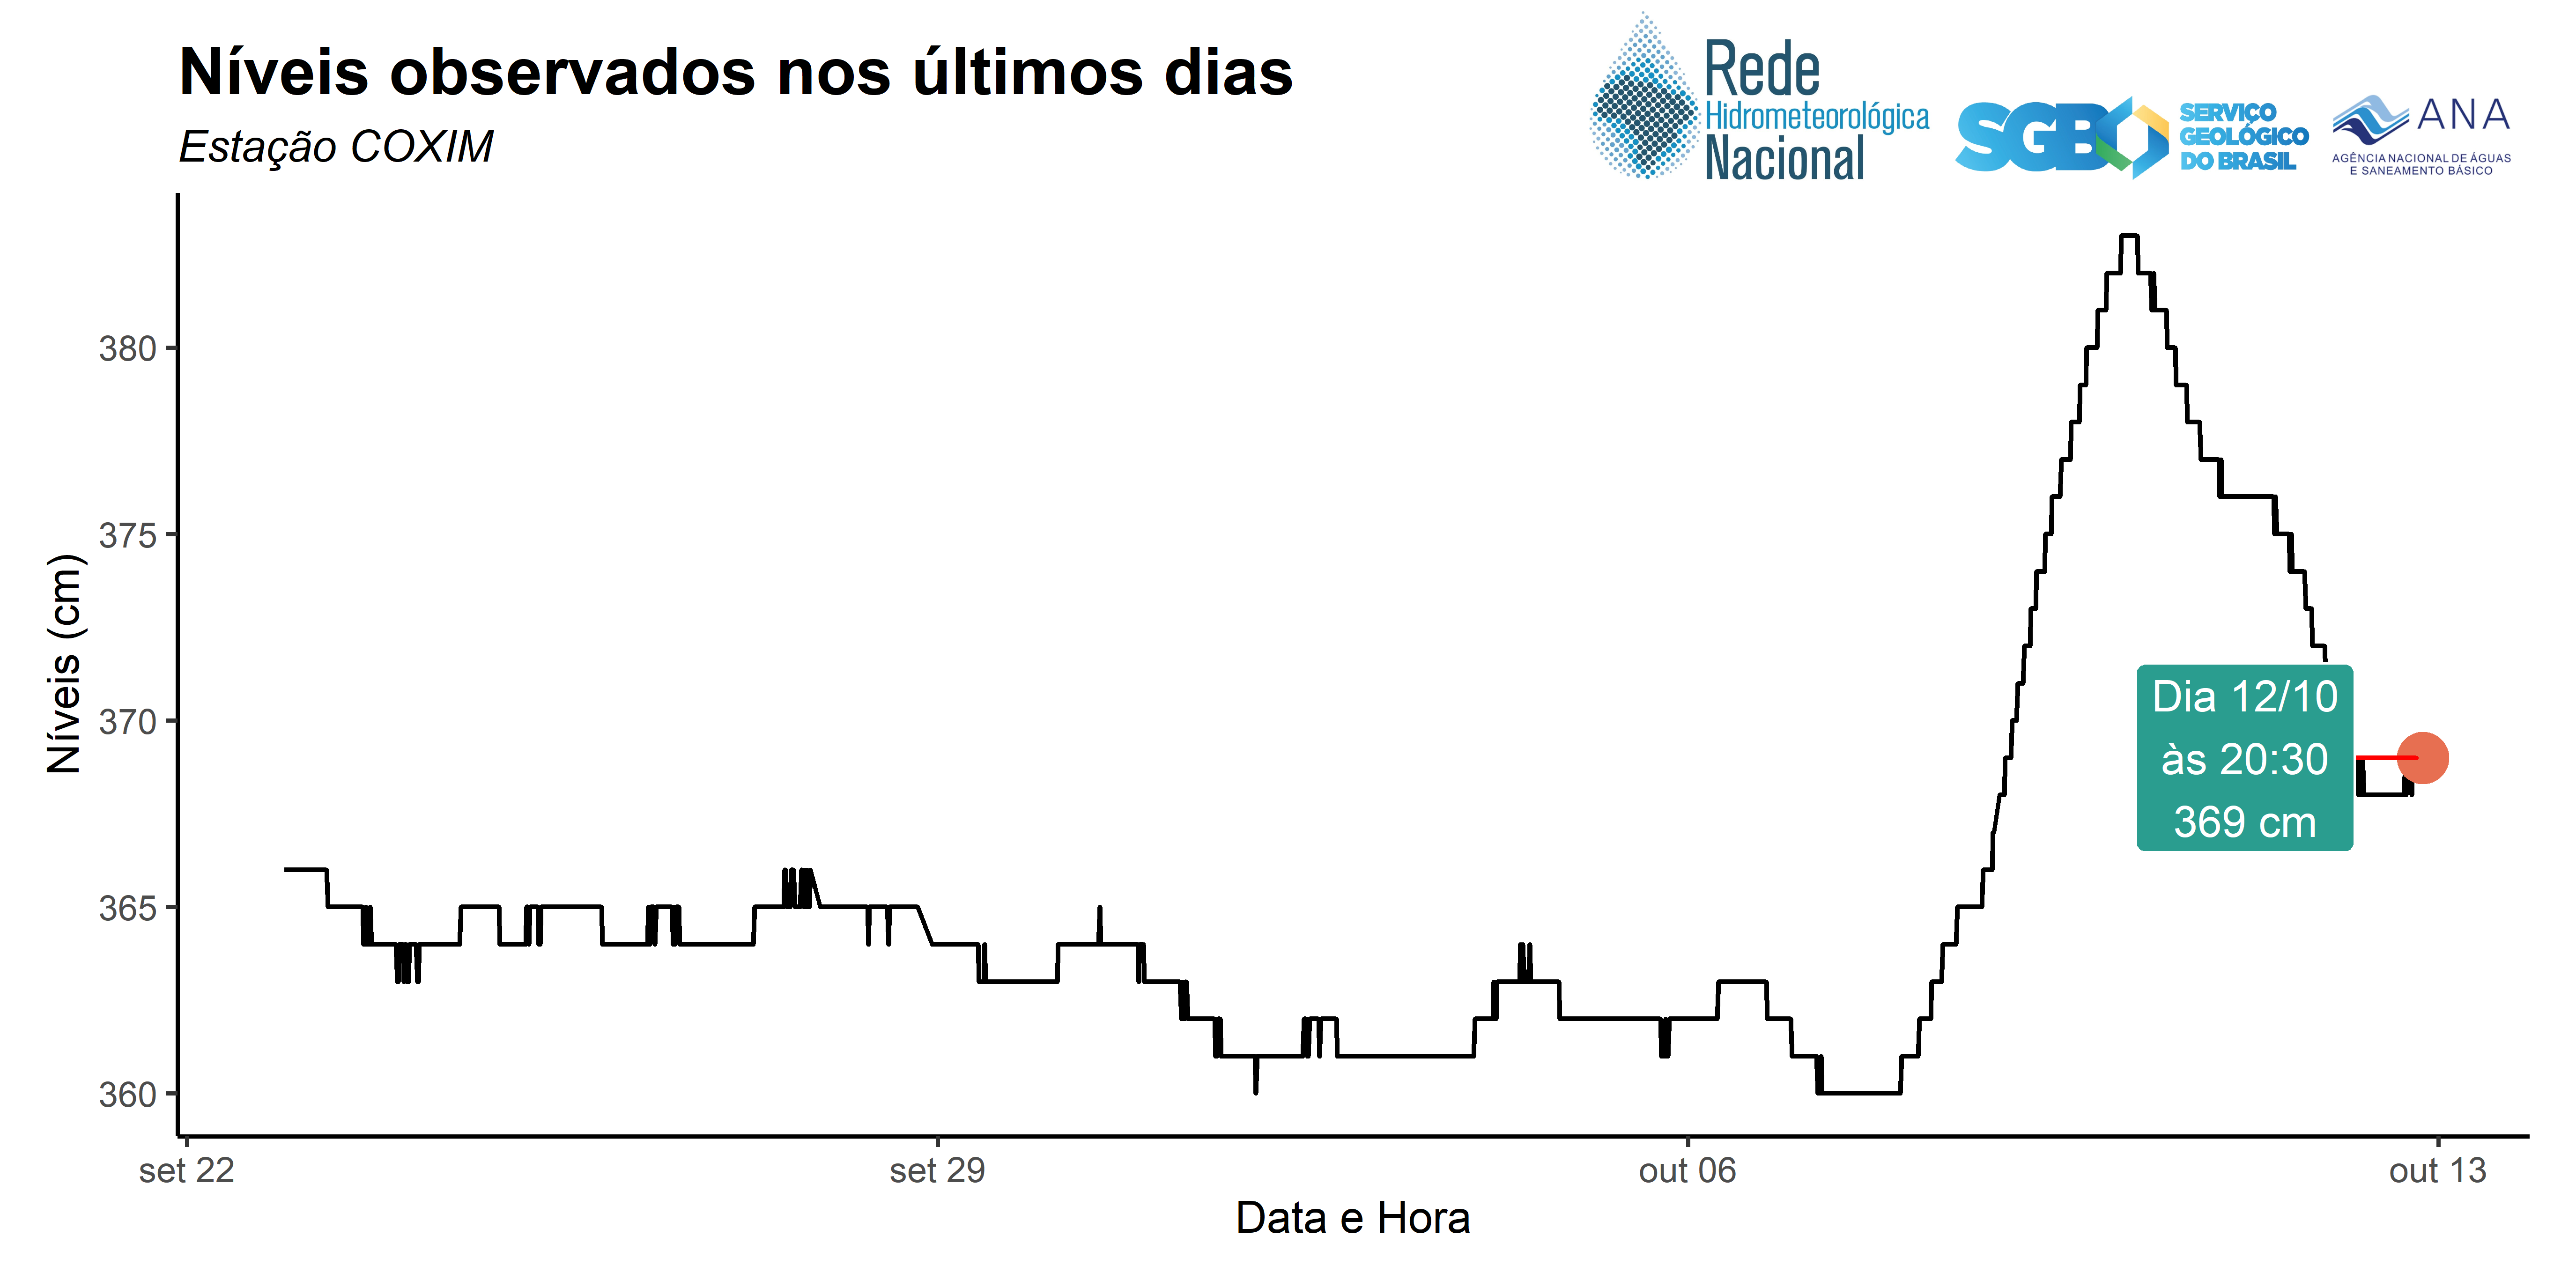 Níveis observados nos últimos dias
Estação COXIM
Rede
Hidrometeorológica
Nacional
SGB
SERVIÇO
GEOLÓGICO
DO BRASIL
ANA
AGÊNCIA NACIONAL DE ÁGUAS
E SANEAMENTO BÁSICO
Níveis (cm)
380
375
370
365
360
Dia 12/10
às 20:30
369 cm
set 22
set 29
out 06
out 13
Data e Hora